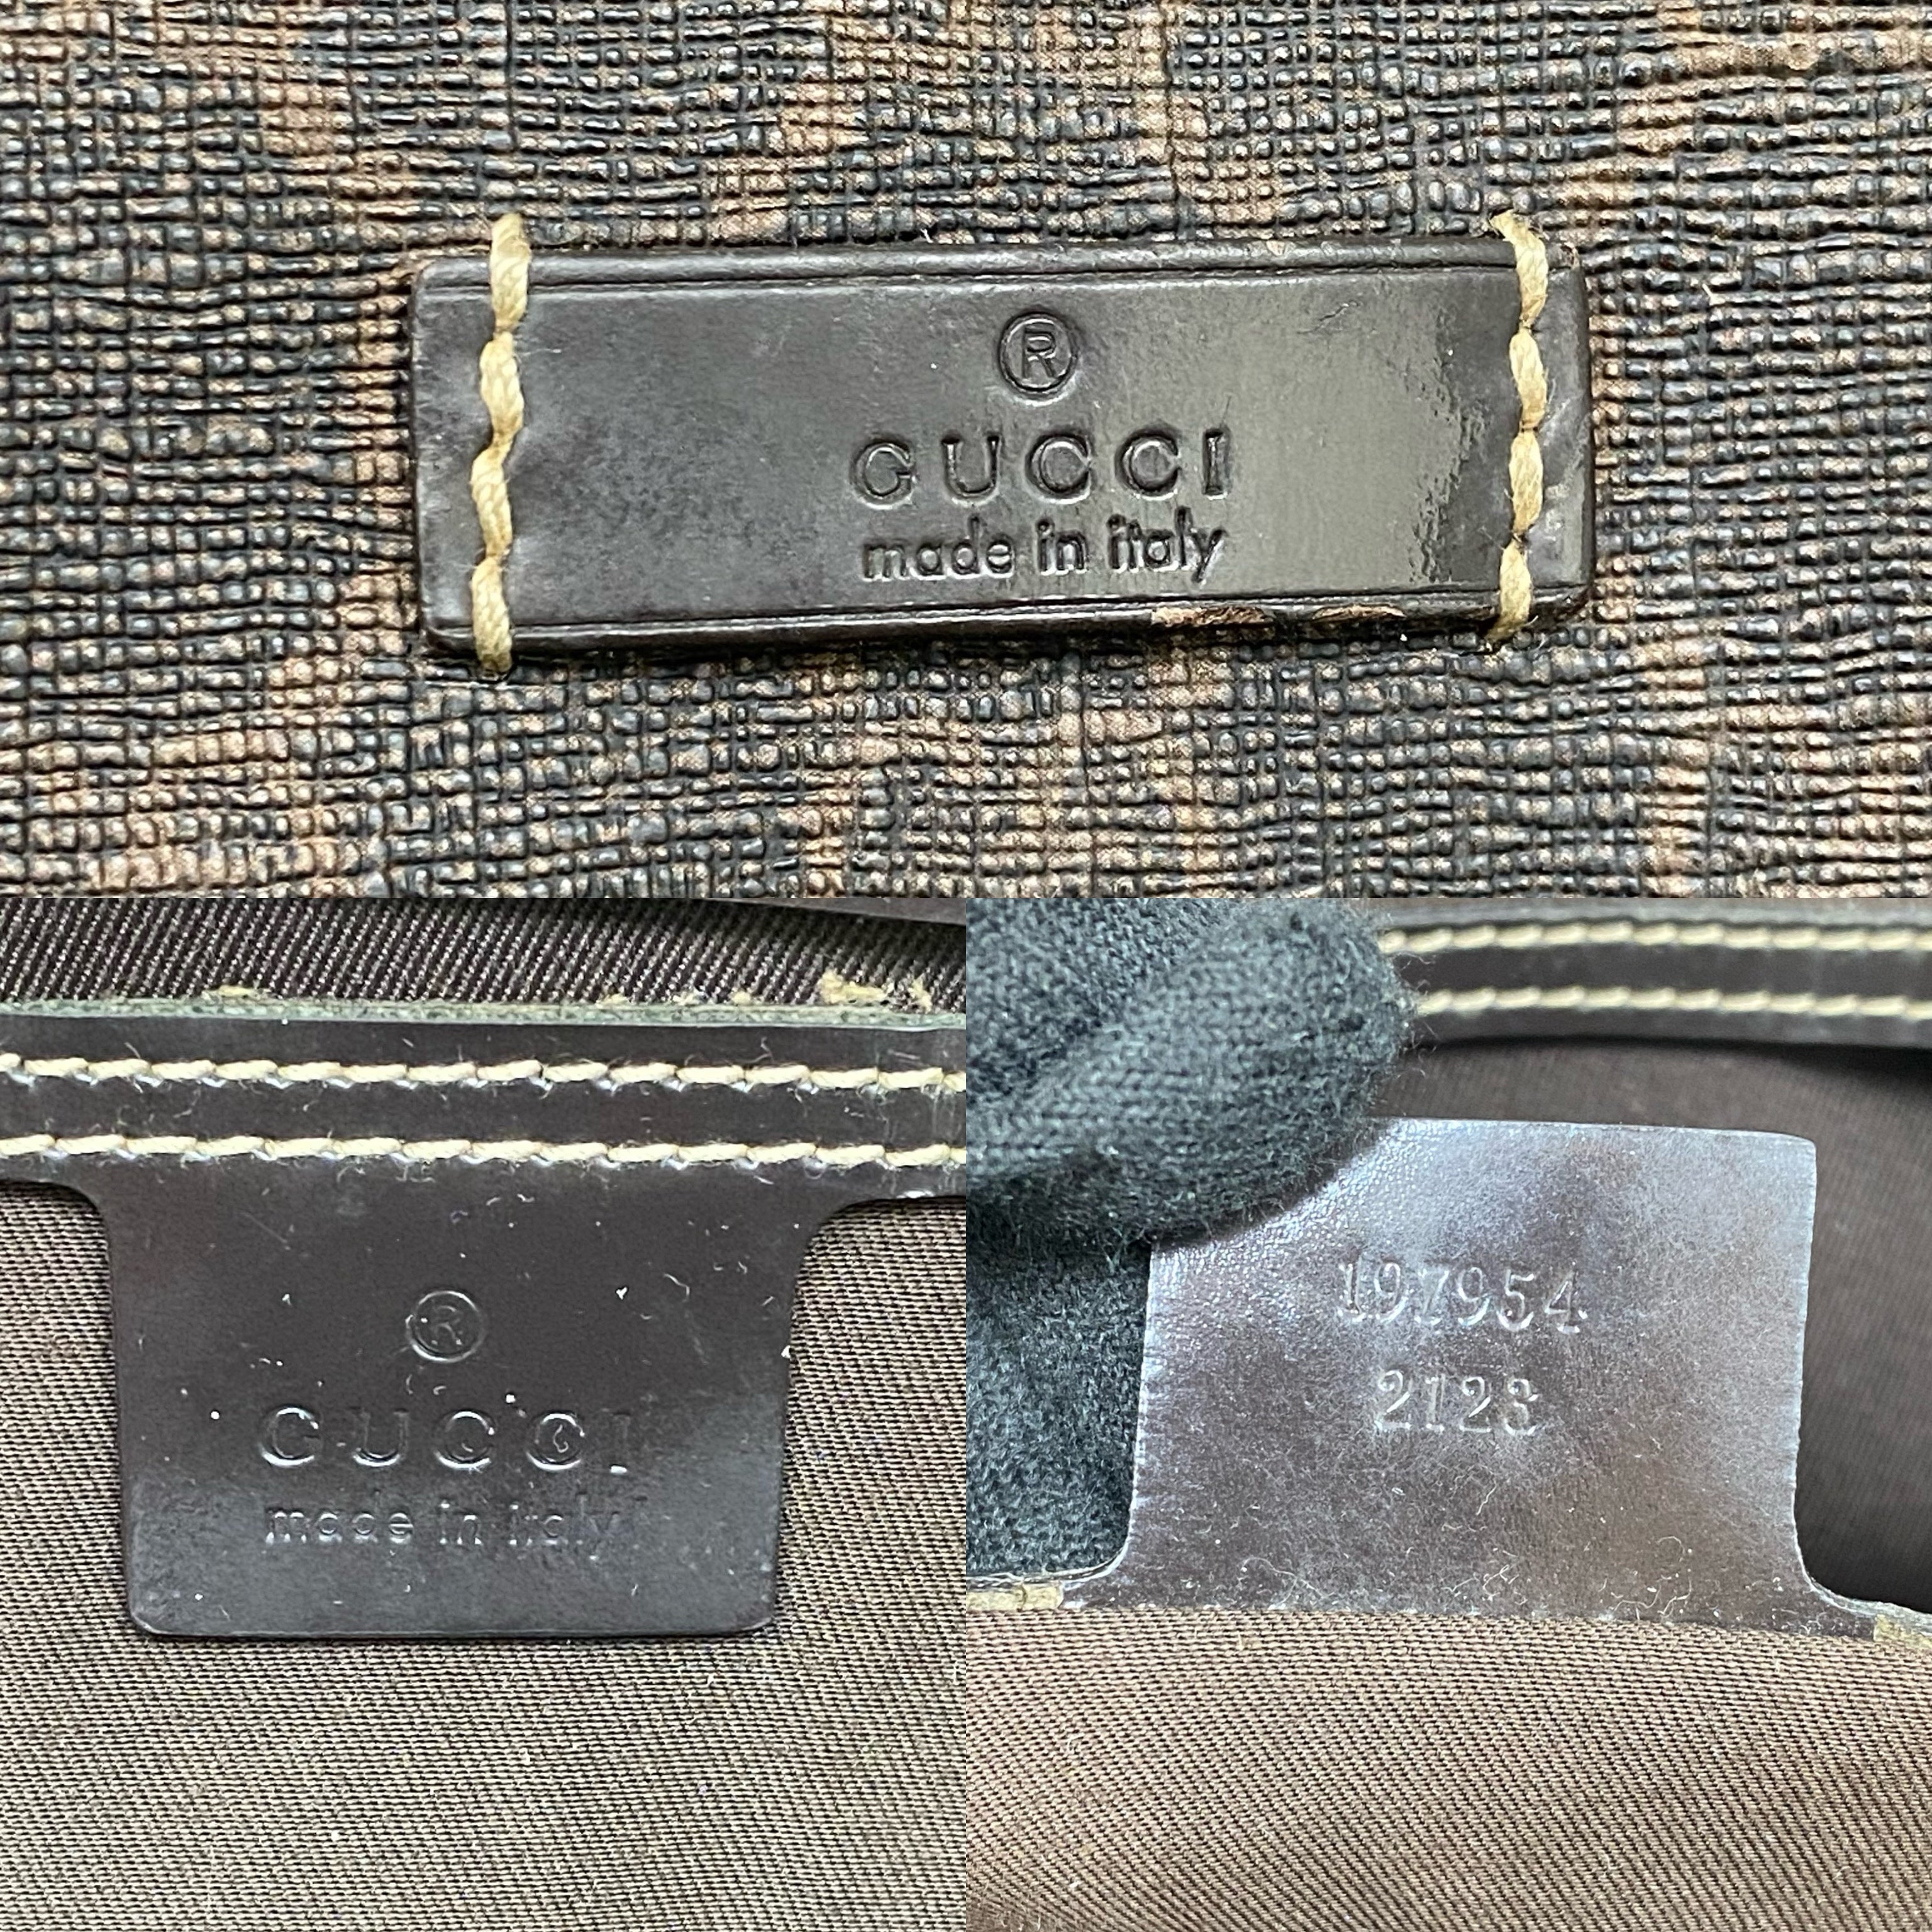 ®
GUCCI
made in italy
®
GUCCI
made in italy
197954
2123